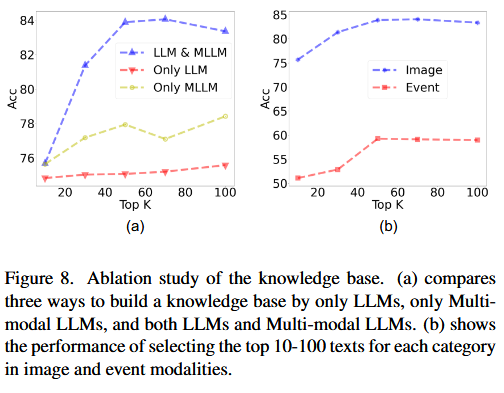 84
82
80
78
76
Acc
LLM & MLLM
Only LLM
Only MLLM
20 40 60 80 100
Top K
(a)
85
80
75
70
65
60
55
50
Acc
Image
Event
20 40 60 80 100
Top K
(b)
Figure 8. Ablation study of the knowledge base. (a) compares
three ways to build a knowledge base by only LLMs, only Multi-
modal LLMs, and both LLMs and Multi-modal LLMs. (b) shows
the performance of selecting the top 10-100 texts for each category
in image and event modalities.